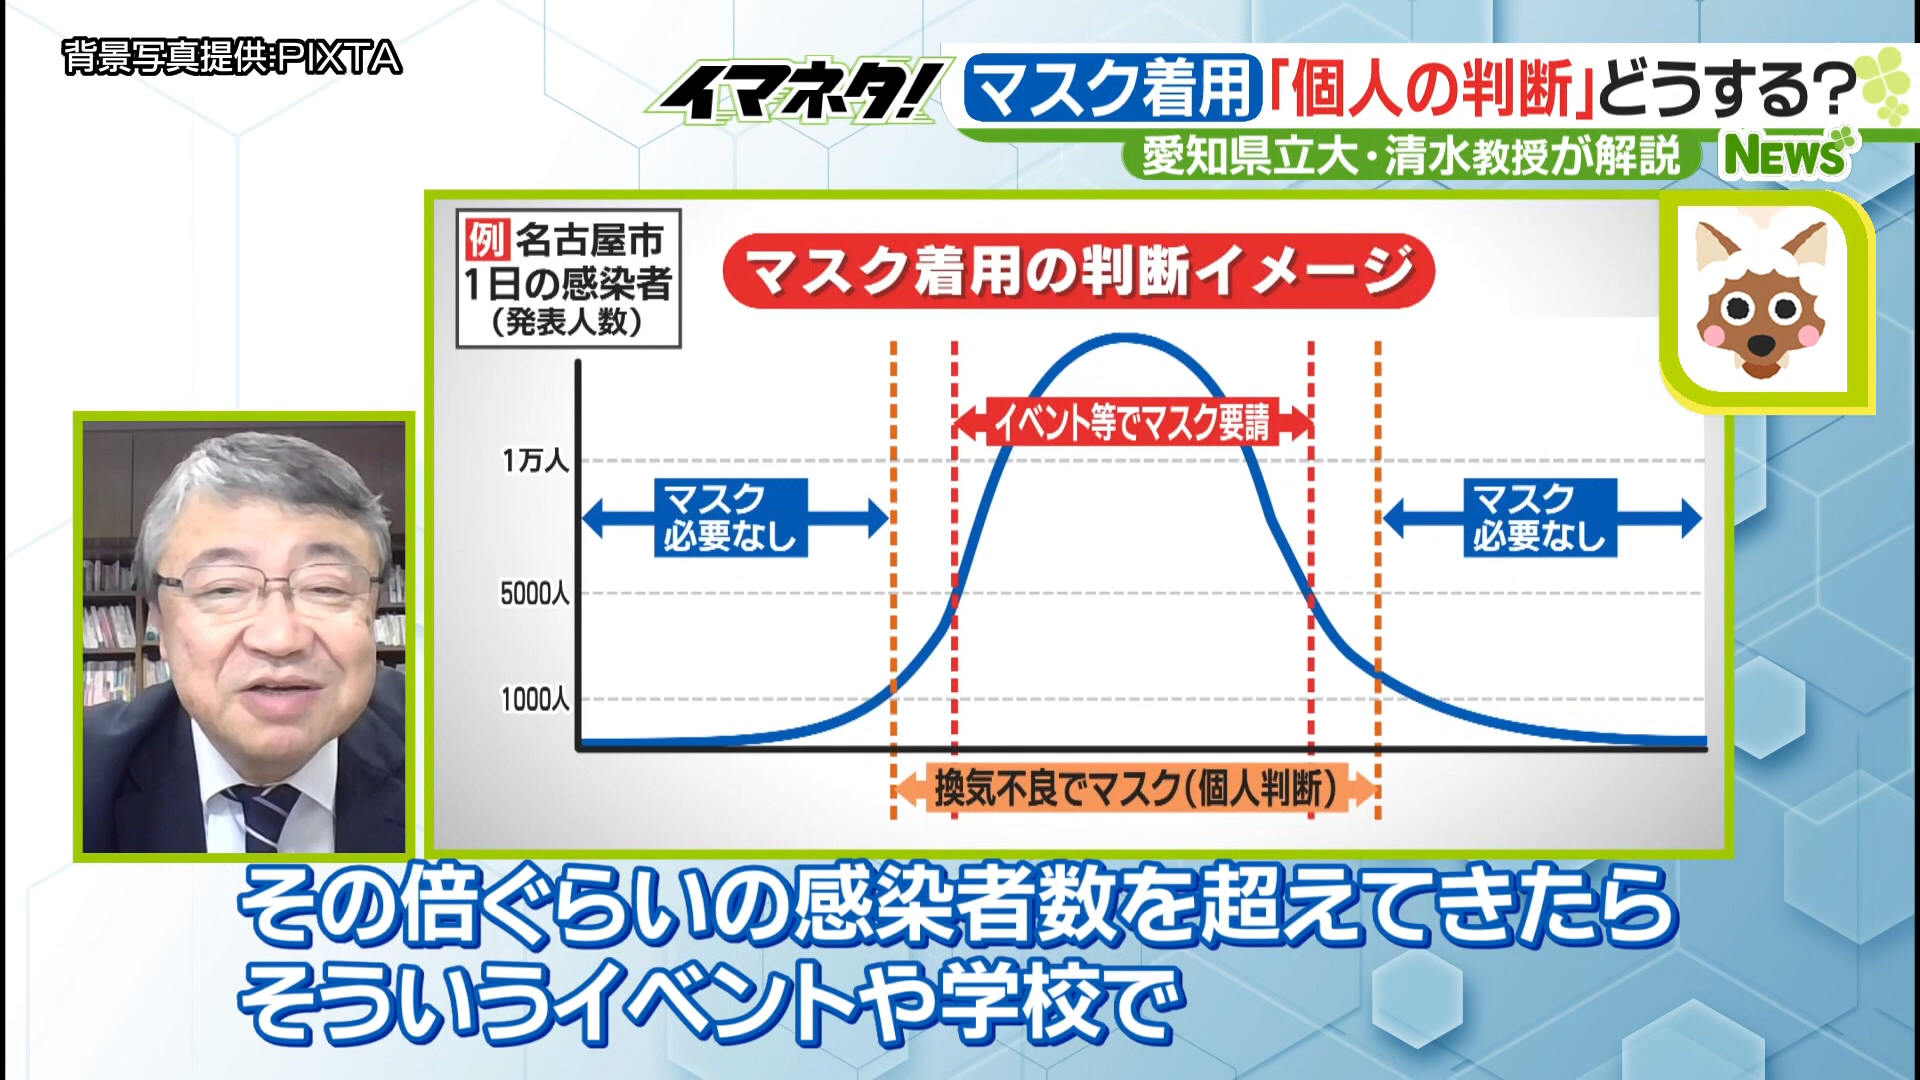 背景写真提供:PIXTA
イマネタ!
マスク着用「個人の判断」どうする?
愛知県立大・清水教授が解説
NEWS
例 名古屋市
1日の感染者
(発表人数)
マスク着用の判断イメージ
イベント等でマスク要請
1万人
マスク
必要なし
マスク
必要なし
5000人
1000人
換気不良でマスク(個人判断)
その倍ぐらいの感染者数を超えてきたら
そういうイベントや学校で